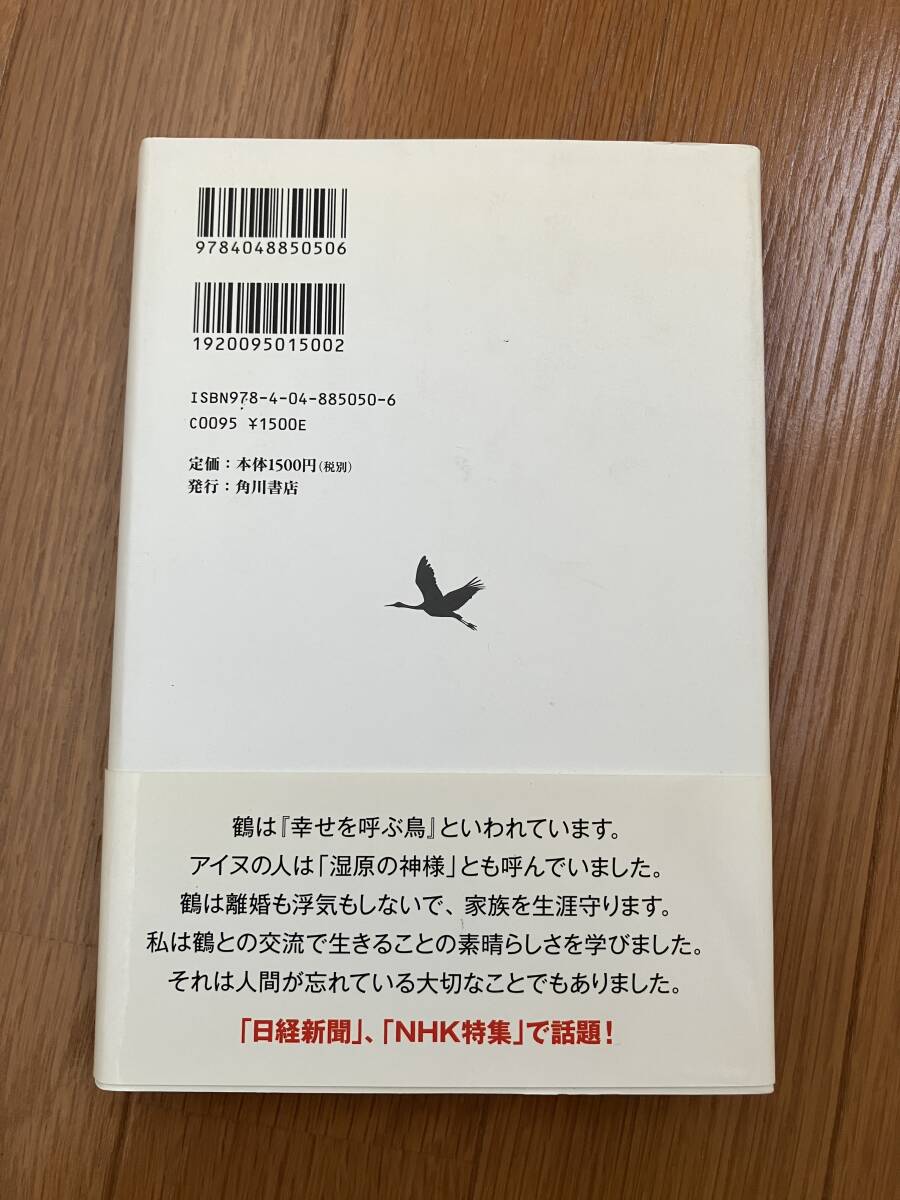 9784048850506
1920095015002
ISBN978-4-04-885050-6
C0095 ¥1500E
定価：本体1500円（税別）
発行：角川書店
鶴は『幸せを呼ぶ鳥』といわれています。
アイヌの人は「湿原の神様」とも呼んでいました。
鶴は離婚も浮気もしないで、家族を生涯守ります。
私は鶴との交流で生きることの素晴らしさを学びました。
それは人間が忘れている大切なことでもありました。
「日経新聞」、「NHK特集」で話題！